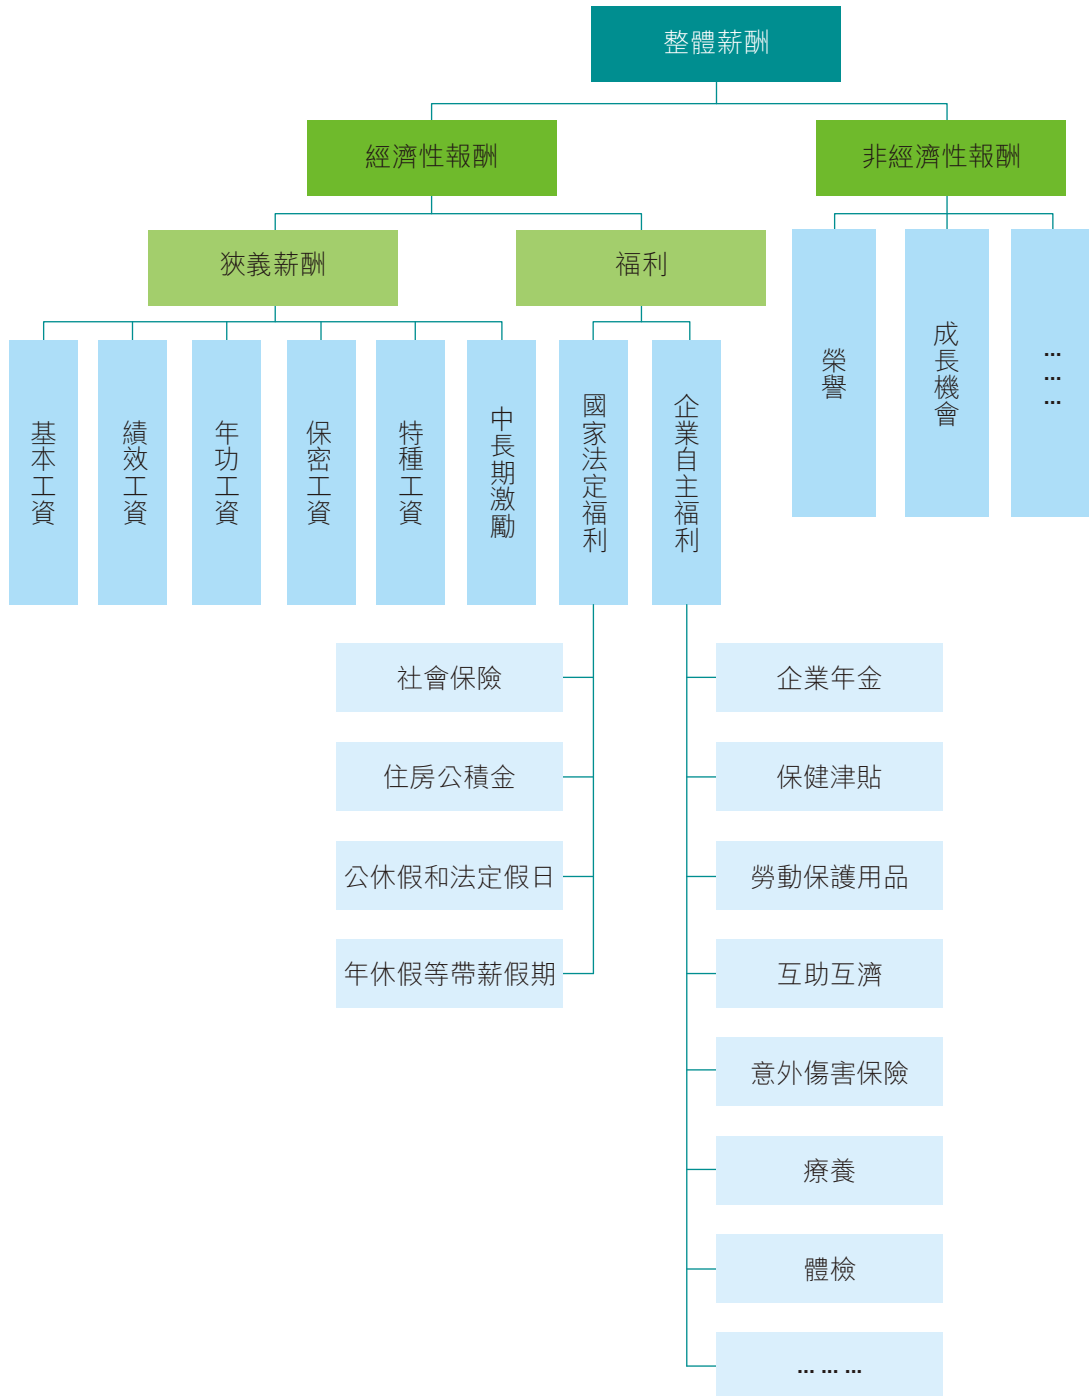 整體薪酬
經濟性報酬
非經濟性報酬
狹義薪酬
福利
基本工資
績效工資
年功工資
保密工資
特種工資
中長期激勵
國家法定福利
企業自主福利
榮譽
成長機會
………
社會保險
住房公積金
公休假和法定假日
年休假等帶薪假期
企業年金
保健津貼
勞動保護用品
互助互濟
意外傷害保險
療養
體檢
… … …